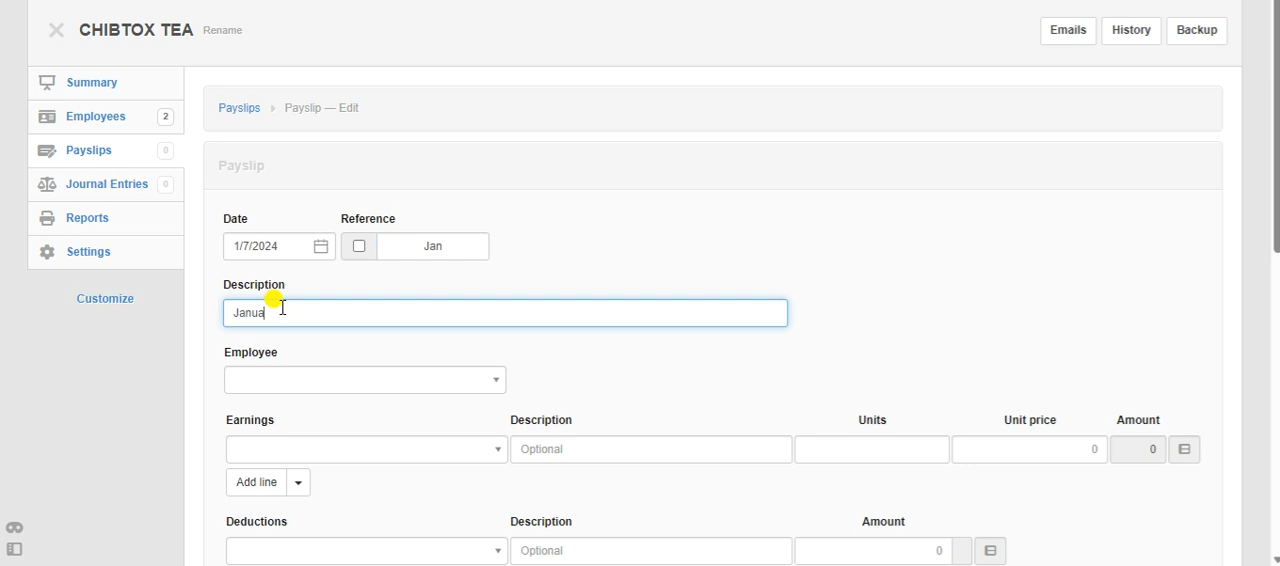 CHIBTOX TEA Rename Emails History Backup
Summary
Employees 2
Payslips 0
Journal Entries 0
Reports
Settings
Customize
Payslips Payslip — Edit
Payslip
Date Reference
1/7/2024 Jan
Description
Janua
Employee
Earnings Description Units Unit price Amount
Optional 0 0
Add line
Deductions Description Amount
Optional 0